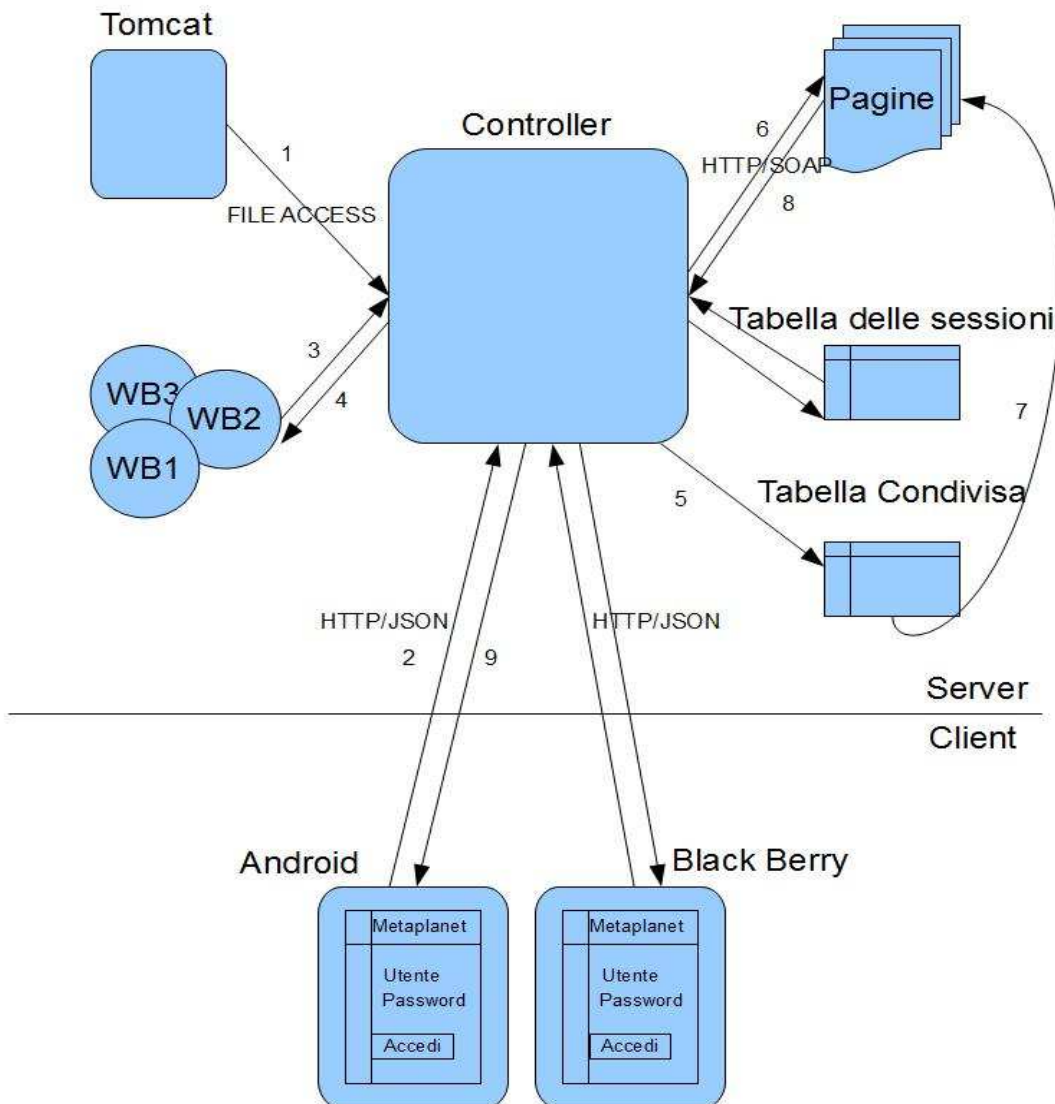 Tomcat
Pagine
Controller
6
1
HTTP/SOAP
8
FILE ACCESS
Tabella delle sessioni
3
WB3
4
WB2
7
WB1
5
Tabella Condivisa
HTTP/JSON
HTTP/JSON
2
9
Server
Client
Android
Black Berry
Metaplanet
Utente
Password
Accedi
Metaplanet
Utente
Password
Accedi